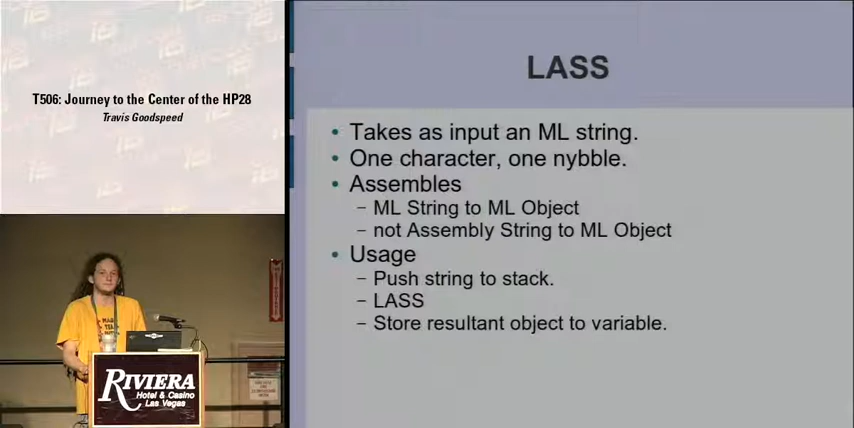 T506: Journey to the Center of the HP28
Travis Goodspeed
LASS
• Takes as input an ML string.
• One character, one nybble.
• Assembles
– ML String to ML Object
– not Assembly String to ML Object
• Usage
– Push string to stack.
– LASS
– Store resultant object to variable.
RIVIERA
Hotel & Casino
Las Vegas